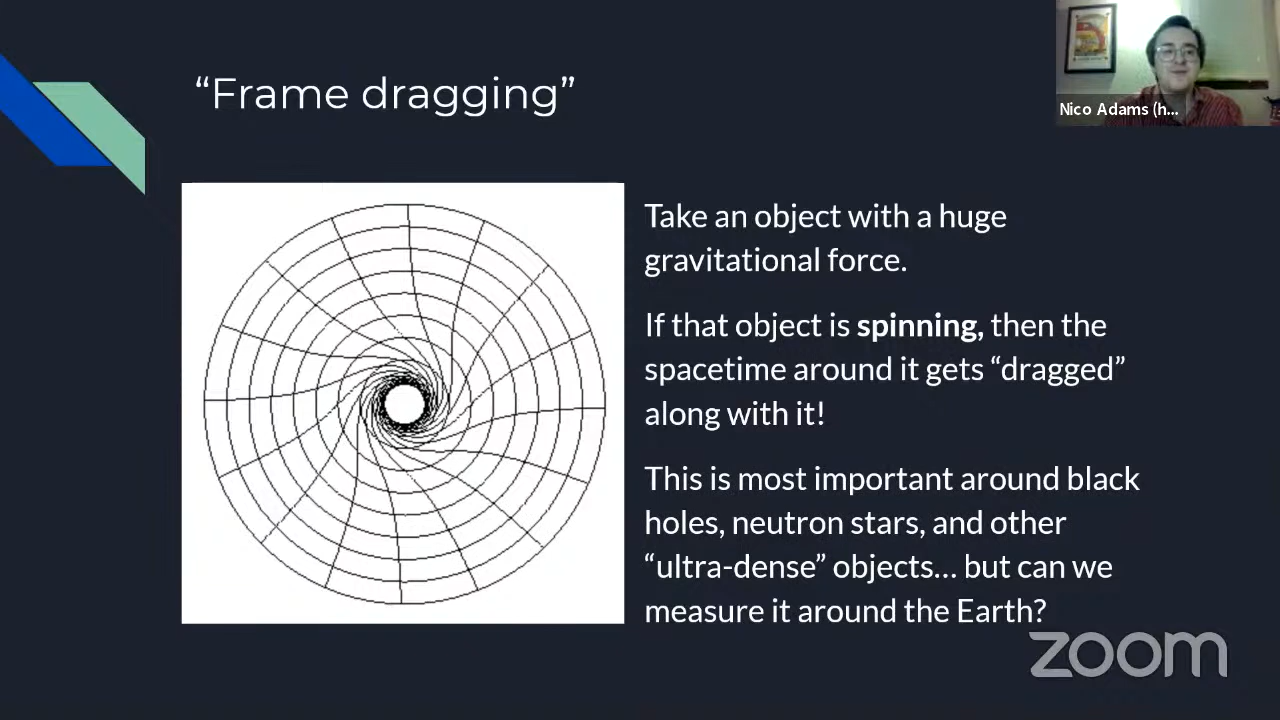 “Frame dragging”
Nico Adams (h...
Take an object with a huge
gravitational force.
If that object is spinning, then the
spacetime around it gets “dragged”
along with it!
This is most important around black
holes, neutron stars, and other
“ultra-dense” objects... but can we
measure it around the Earth?
zoom